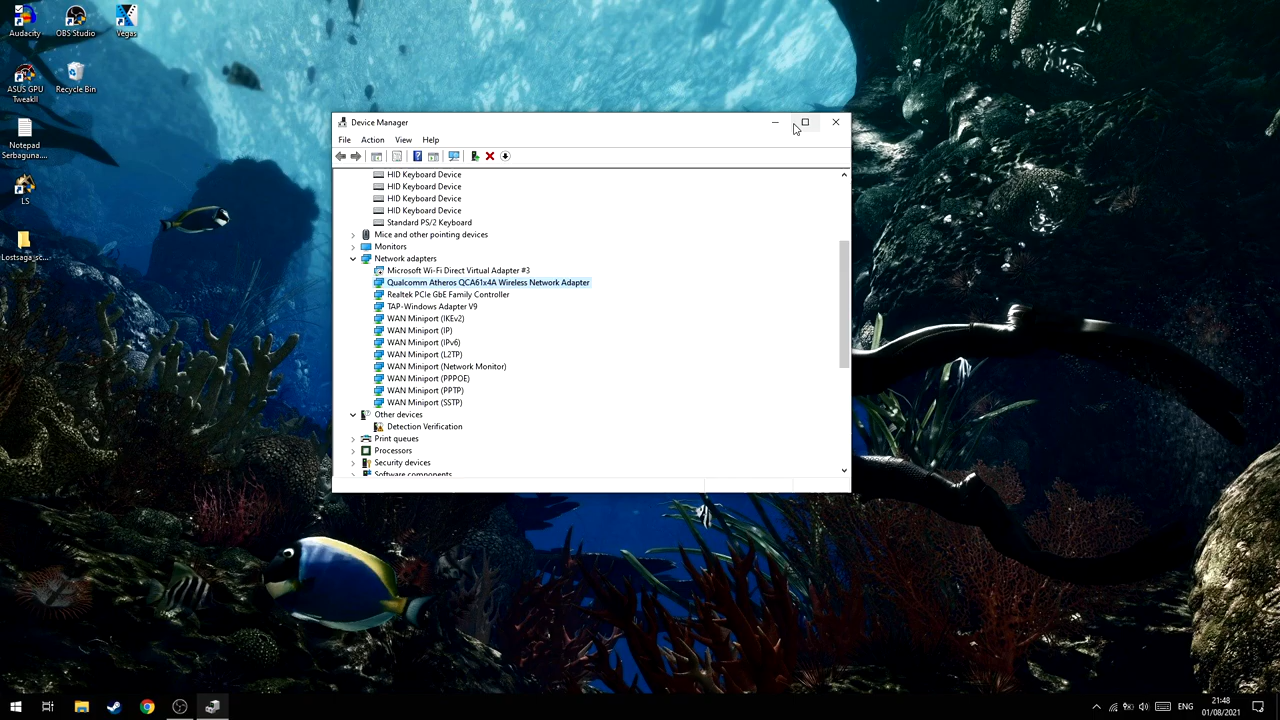 Audacity
OBS Studio
Vegas
ASUS GPU
TweakII
Recycle Bin
Notepad
Serbaguna....
LS
Lostsaga_sc...
Device Manager
File Action View Help
HID Keyboard Device
HID Keyboard Device
HID Keyboard Device
HID Keyboard Device
Standard PS/2 Keyboard
Mice and other pointing devices
Monitors
Network adapters
Microsoft Wi-Fi Direct Virtual Adapter #3
Qualcomm Atheros QCA61x4A Wireless Network Adapter
Realtek PCIe GbE Family Controller
TAP-Windows Adapter V9
WAN Miniport (IKEv2)
WAN Miniport (IP)
WAN Miniport (IPv6)
WAN Miniport (L2TP)
WAN Miniport (Network Monitor)
WAN Miniport (PPPOE)
WAN Miniport (PPTP)
WAN Miniport (SSTP)
Other devices
Detection Verification
Print queues
Processors
Security devices
Software components
ENG
21:48
01/08/2021